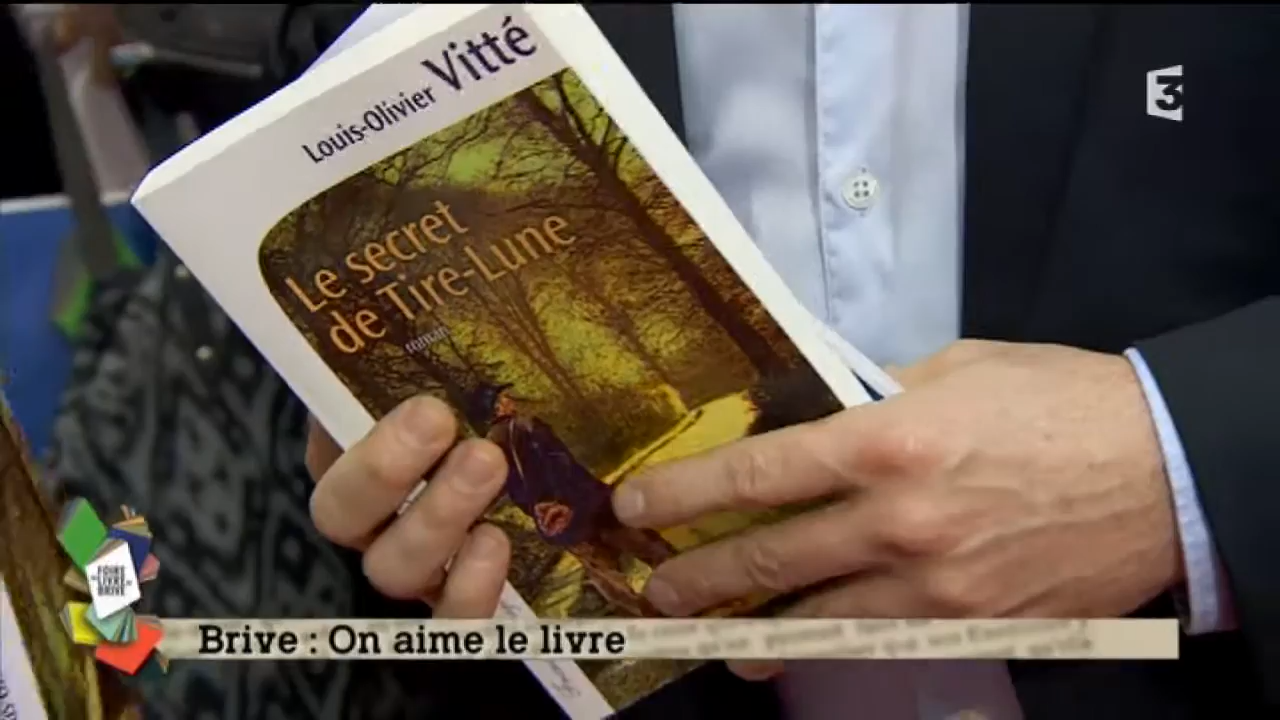 Louis-Olivier Vitté
3
Le secret
de Tire-Lune
roman
FOIRE
DU
LIVRE
DE
BRIVE
Brive : On aime le livre